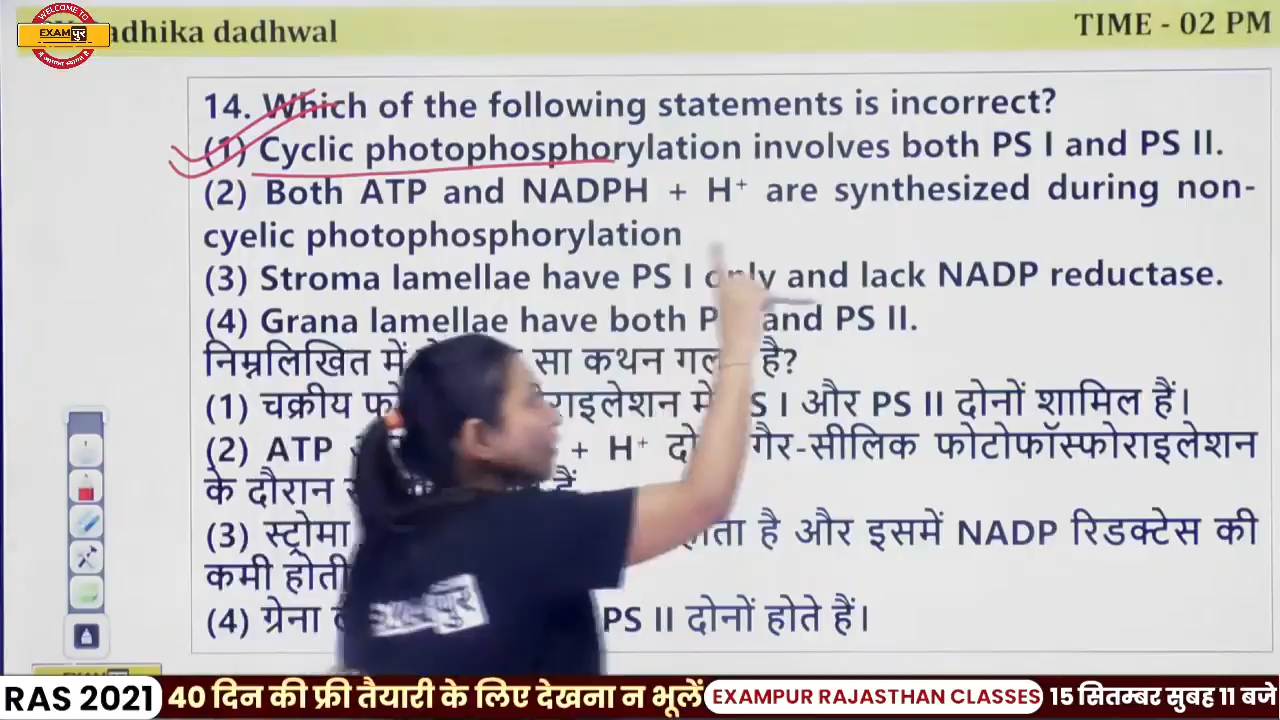 WELCOME TO
EXAMपुर
adhika dadhwal
TIME - 02 PM
14. Which of the following statements is incorrect?
(1) Cyclic photophosphorylation involves both PS I and PS II.
(2) Both ATP and NADPH + H⁺ are synthesized during non-
cyelic photophosphorylation
(3) Stroma lamellae have PS I only and lack NADP reductase.
(4) Grana lamellae have both P and PS II.
निम्नलिखित में सा कथन गल है?
(1) चक्रीय फो राइलेशन में S I और PS II दोनों शामिल हैं।
(2) ATP + H⁺ दो गैर-सीलिक फोटोफॉस्फोराइलेशन
के दौरान हैं
(3) स्ट्रोमा ता है और इसमें NADP रिडक्टेस की
कमी होती
(4) ग्रेना PS II दोनों होते हैं।
RAS 2021 40 दिन की फ्री तैयारी के लिए देखना न भूलें EXAMPUR RAJASTHAN CLASSES 15 सितम्बर सुबह 11 बजे